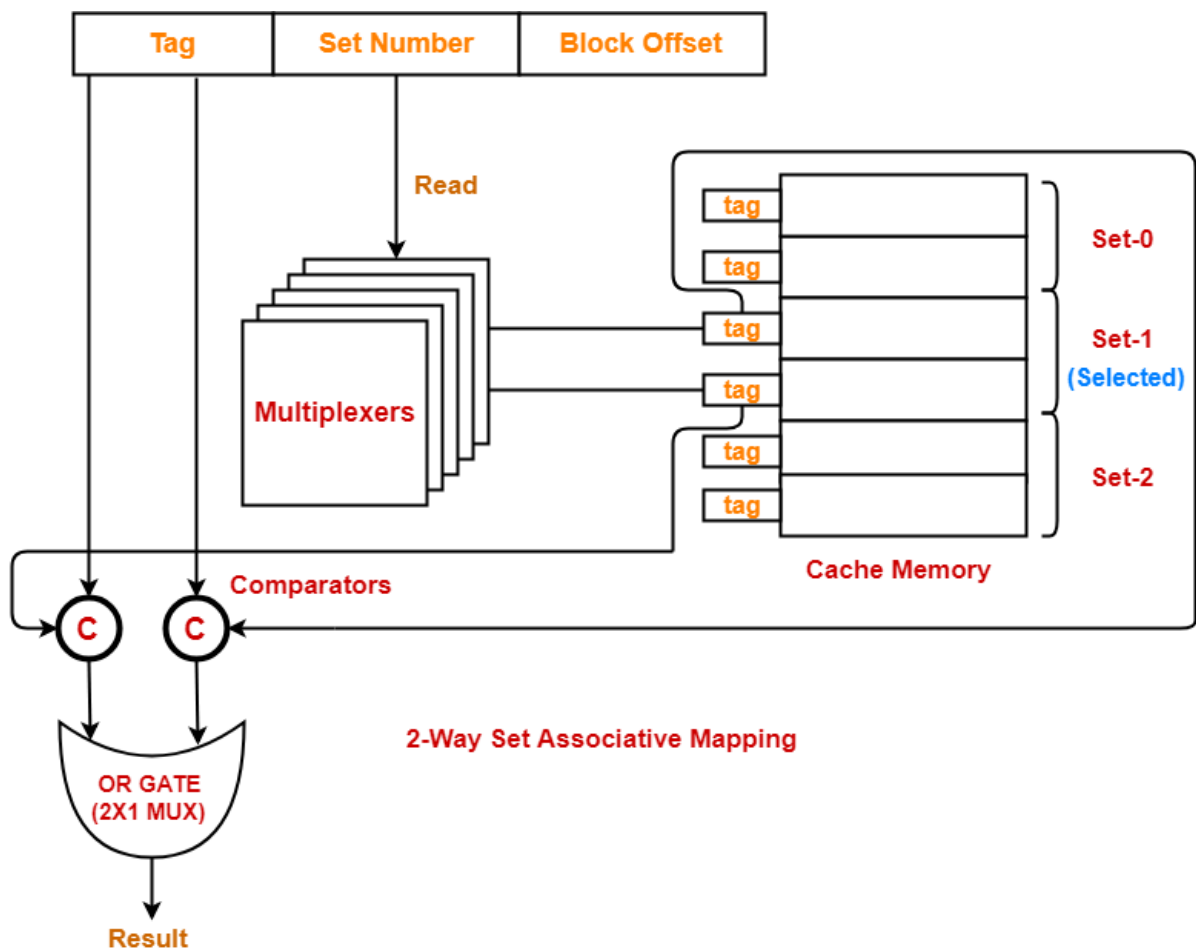 Tag Set Number Block Offset
Read
tag
Set-0
tag
tag
Set-1
(Selected)
Multiplexers
tag
tag
Set-2
tag
Cache Memory
Comparators
C C
2-Way Set Associative Mapping
OR GATE
(2X1 MUX)
Result